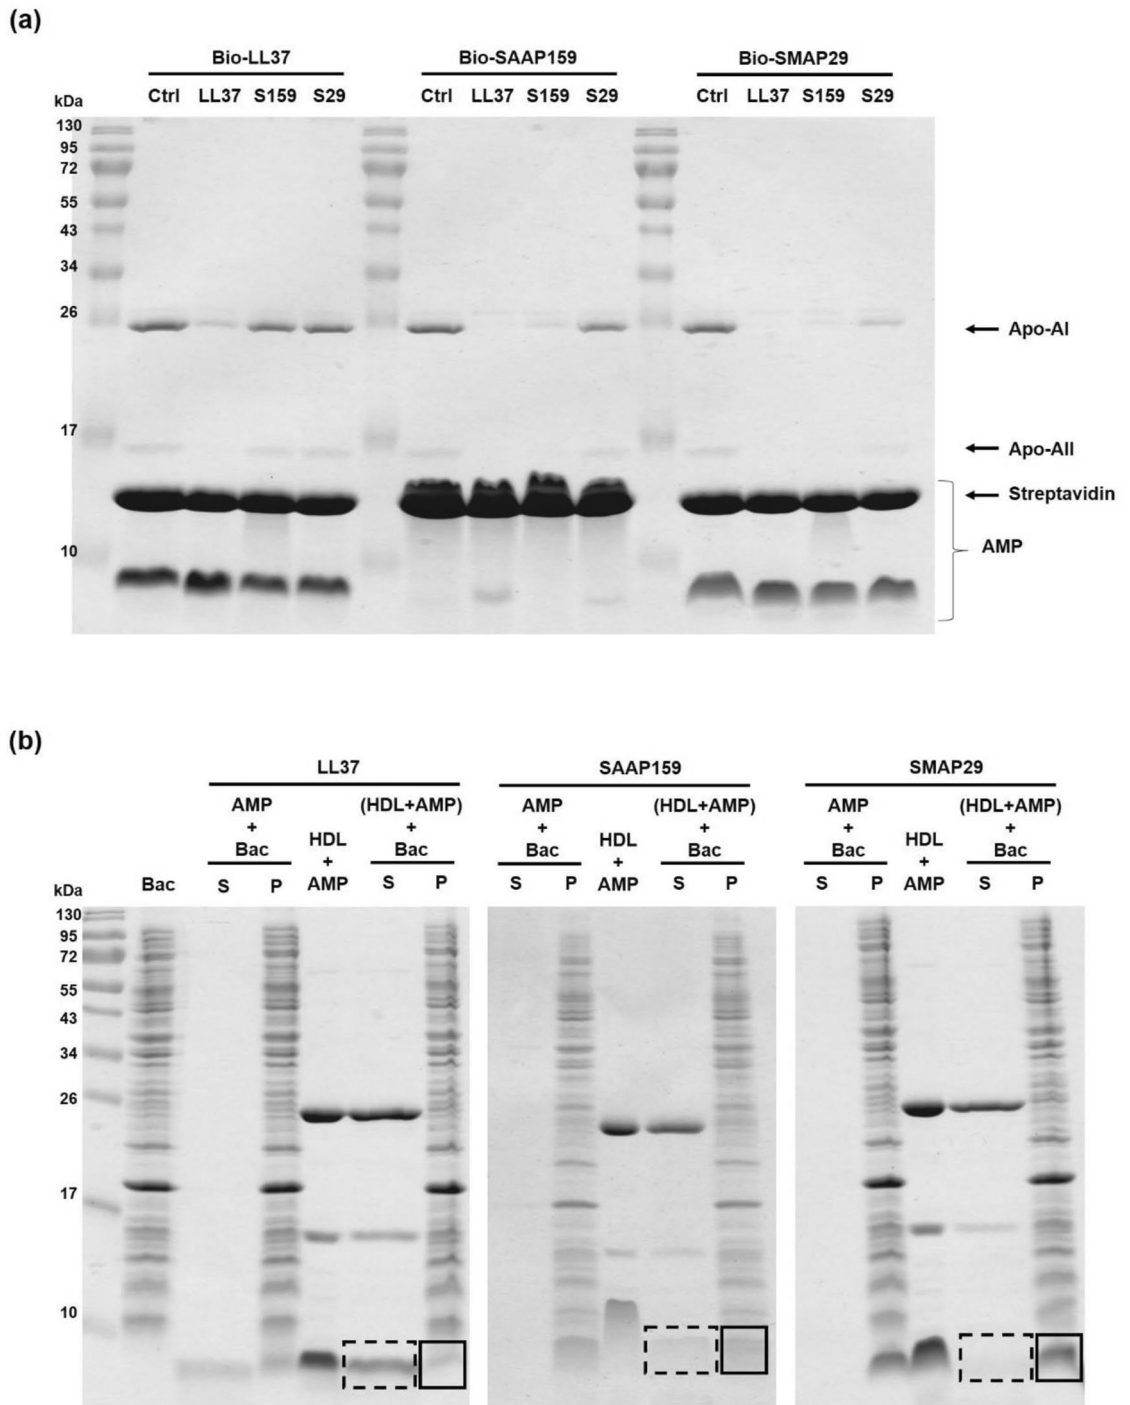 (a)
Bio-LL37 Bio-SAAP159 Bio-SMAP29
kDa Ctrl LL37 S159 S29 Ctrl LL37 S159 S29 Ctrl LL37 S159 S29
130
95
72
55
43
34
26
Apo-AI
17
Apo-AII
Streptavidin
10
AMP
(b)
LL37 SAAP159 SMAP29
AMP (HDL+AMP) AMP (HDL+AMP) AMP (HDL+AMP)
+ HDL + + HDL + + HDL +
Bac + Bac Bac + Bac Bac + Bac
kDa Bac S P AMP S P S P AMP S P S P AMP S P
130
95
72
55
43
34
26
17
10